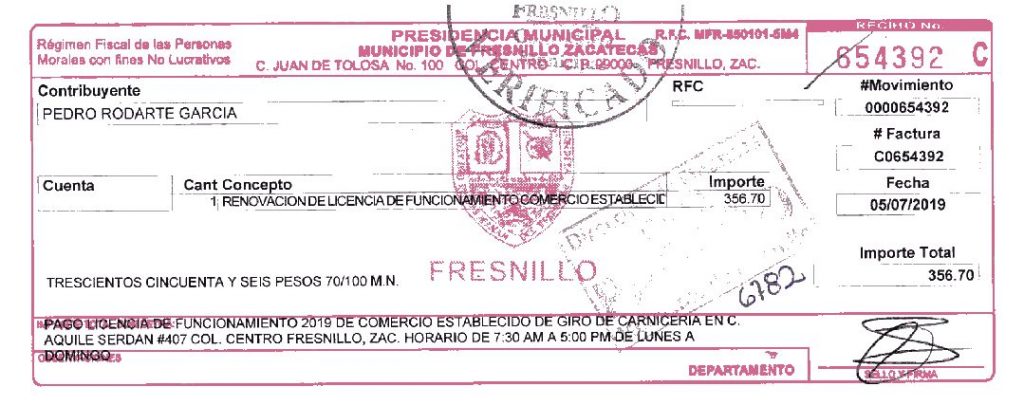 FRESNILLO
VERIFICADO
Régimen Fiscal de las Personas
Morales con fines No Lucrativos
PRESIDENCIA MUNICIPAL R.F.C. MFR-850101-5M4
MUNICIPIO DE FRESNILLO ZACATECAS
C. JUAN DE TOLOSA No. 100 COL. CENTRO C.P. 99000 FRESNILLO, ZAC.
RECIBO No.
654392 C
Contribuyente
RFC
#Movimiento
PEDRO RODARTE GARCIA
0000654392
# Factura
C0654392
Cuenta
Cant Concepto
Importe
Fecha
1 RENOVACION DE LICENCIA DE FUNCIONAMIENTO COMERCIO ESTABLECID
356.70
05/07/2019
Importe Total
FRESNILLO
356.70
TRESCIENTOS CINCUENTA Y SEIS PESOS 70/100 M.N.
6782
PAGO LICENCIA DE FUNCIONAMIENTO 2019 DE COMERCIO ESTABLECIDO DE GIRO DE CARNICERIA EN C.
AQUILE SERDAN #407 COL. CENTRO FRESNILLO, ZAC. HORARIO DE 7:30 AM A 5:00 PM DE LUNES A
DOMINGO
DEPARTAMENTO
SELLO Y FIRMA